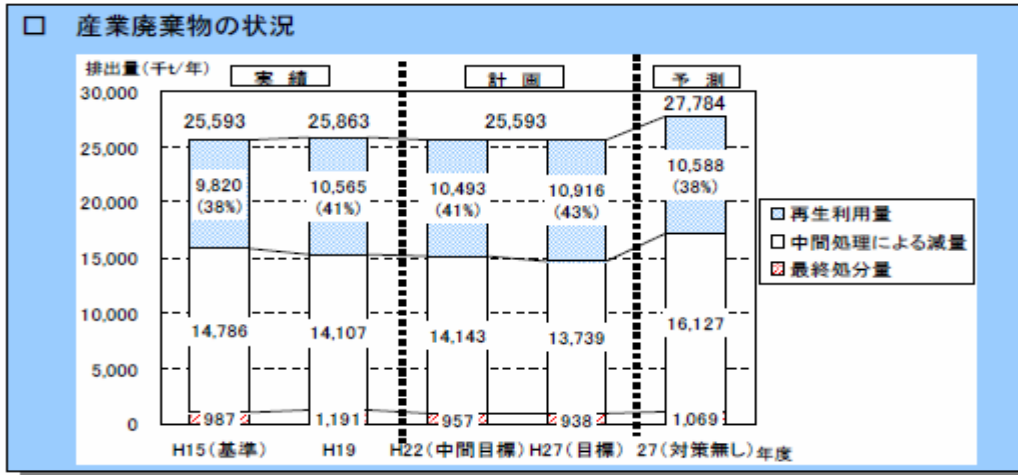 □ 産業廃棄物の状況
排出量(千t/年)
実 績
計 画
予 測
30,000
25,000
20,000
15,000
10,000
5,000
0
25,593
25,863
25,593
27,784
9,820
(38%)
10,565
(41%)
10,493
(41%)
10,916
(43%)
10,588
(38%)
14,786
14,107
14,143
13,739
16,127
987
1,191
957
938
1,069
H15(基準)
H19
H22(中間目標)
H27(目標)
27(対策無し)
年度
再生利用量
中間処理による減量
最終処分量